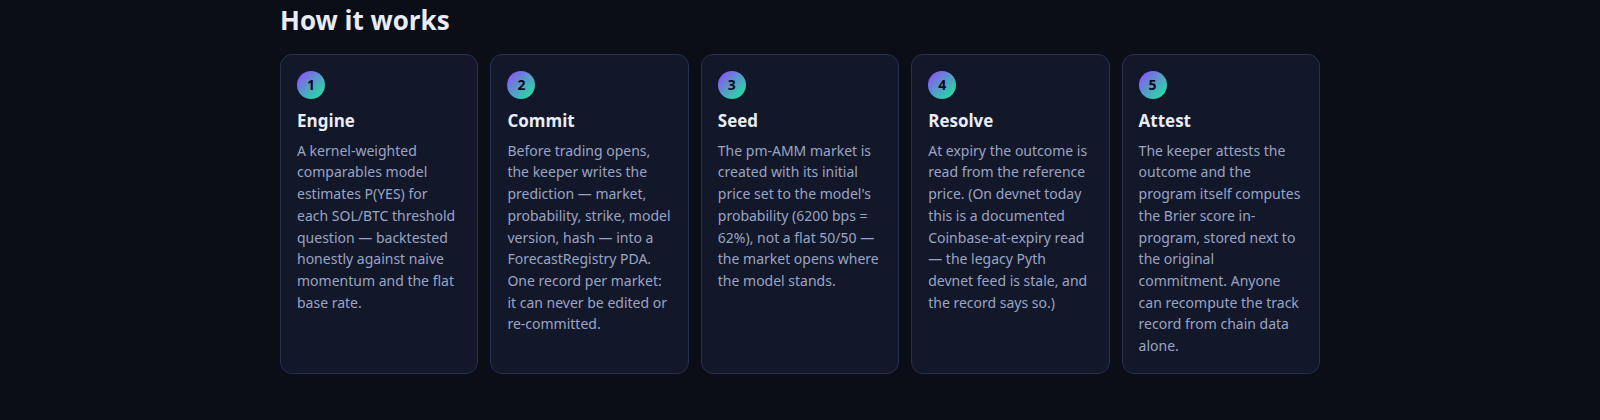 How it works
1
Engine
A kernel-weighted
comparables model
estimates P(YES) for
each SOL/BTC threshold
question — backtested
honestly against naive
momentum and the flat
base rate.
2
Commit
Before trading opens,
the keeper writes the
prediction — market,
probability, strike, model
version, hash — into a
ForecastRegistry PDA.
One record per market:
it can never be edited or
re-committed.
3
Seed
The pm-AMM market is
created with its initial
price set to the model's
probability (6200 bps =
62%), not a flat 50/50 —
the market opens where
the model stands.
4
Resolve
At expiry the outcome is
read from the reference
price. (On devnet today
this is a documented
Coinbase-at-expiry read
— the legacy Pyth
devnet feed is stale, and
the record says so.)
5
Attest
The keeper attests the
outcome and the
program itself computes
the Brier score in-
program, stored next to
the original
commitment. Anyone
can recompute the track
record from chain data
alone.